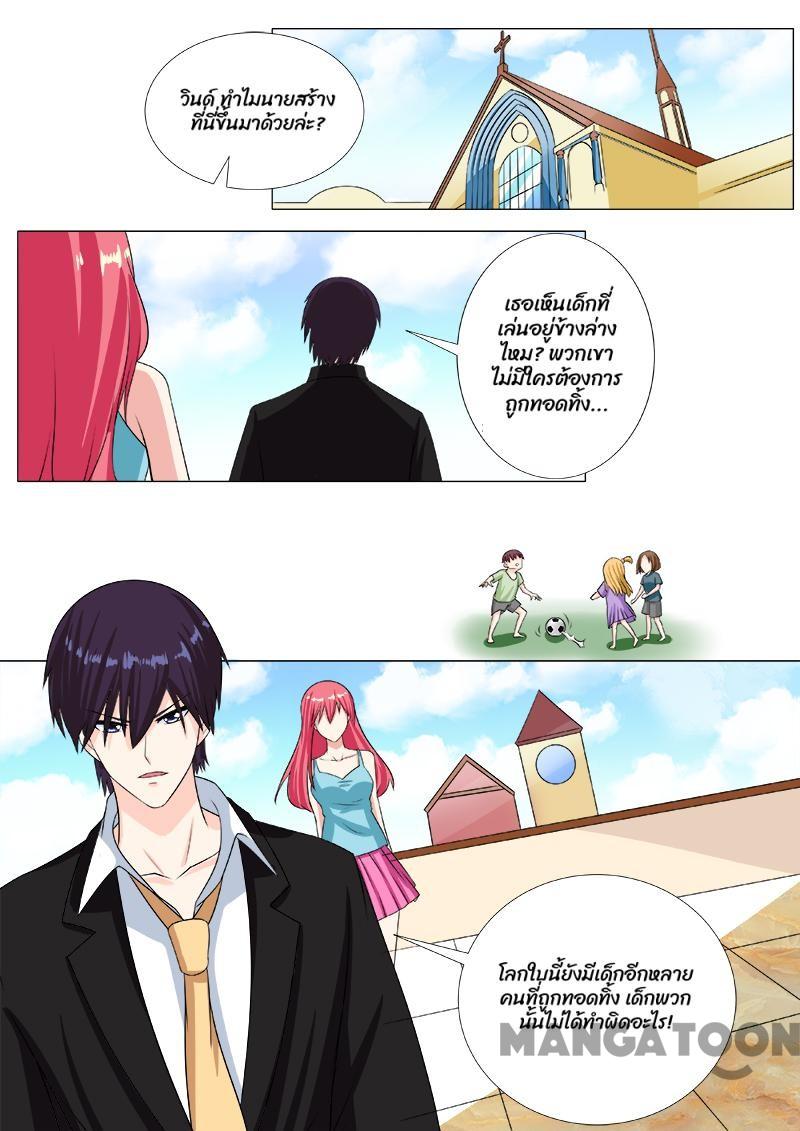 วินด์ ทำไมนายสร้าง
ที่นี่ขึ้นมาด้วยล่ะ?
เธอเห็นเด็กที่
เล่นอยู่ข้างล่าง
ไหม? พวกเขา
ไม่มีใครต้องการ
ถูกทอดทิ้ง...
โลกใบนี้ยังมีเด็กอีกหลาย
คนที่ถูกทอดทิ้ง เด็กพวก
นั้นไม่ได้ทำผิดอะไร!
MANGATOON